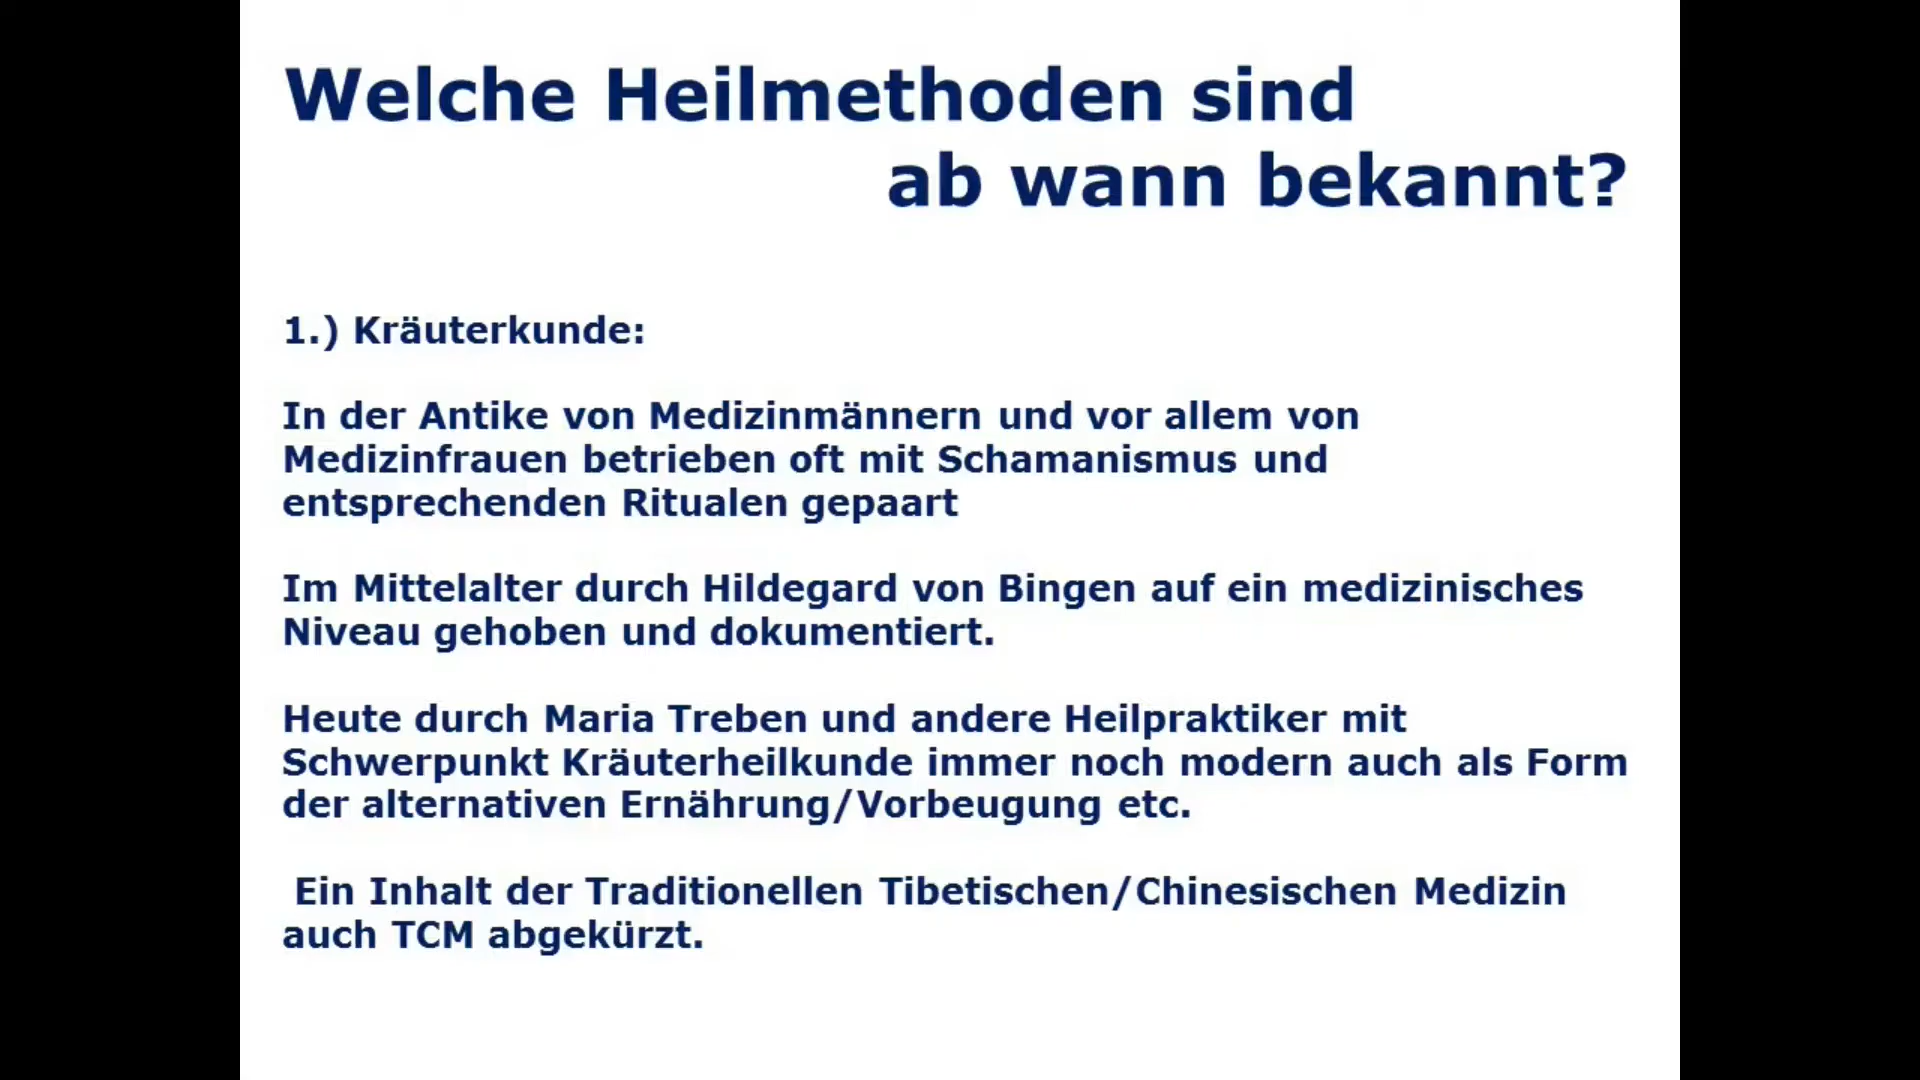 Welche Heilmethoden sind
ab wann bekannt?
1.) Kräuterkunde:
In der Antike von Medizinmännern und vor allem von
Medizinfrauen betrieben oft mit Schamanismus und
entsprechenden Ritualen gepaart
Im Mittelalter durch Hildegard von Bingen auf ein medizinisches
Niveau gehoben und dokumentiert.
Heute durch Maria Treben und andere Heilpraktiker mit
Schwerpunkt Kräuterheilkunde immer noch modern auch als Form
der alternativen Ernährung/Vorbeugung etc.
Ein Inhalt der Traditionellen Tibetischen/Chinesischen Medizin
auch TCM abgekürzt.